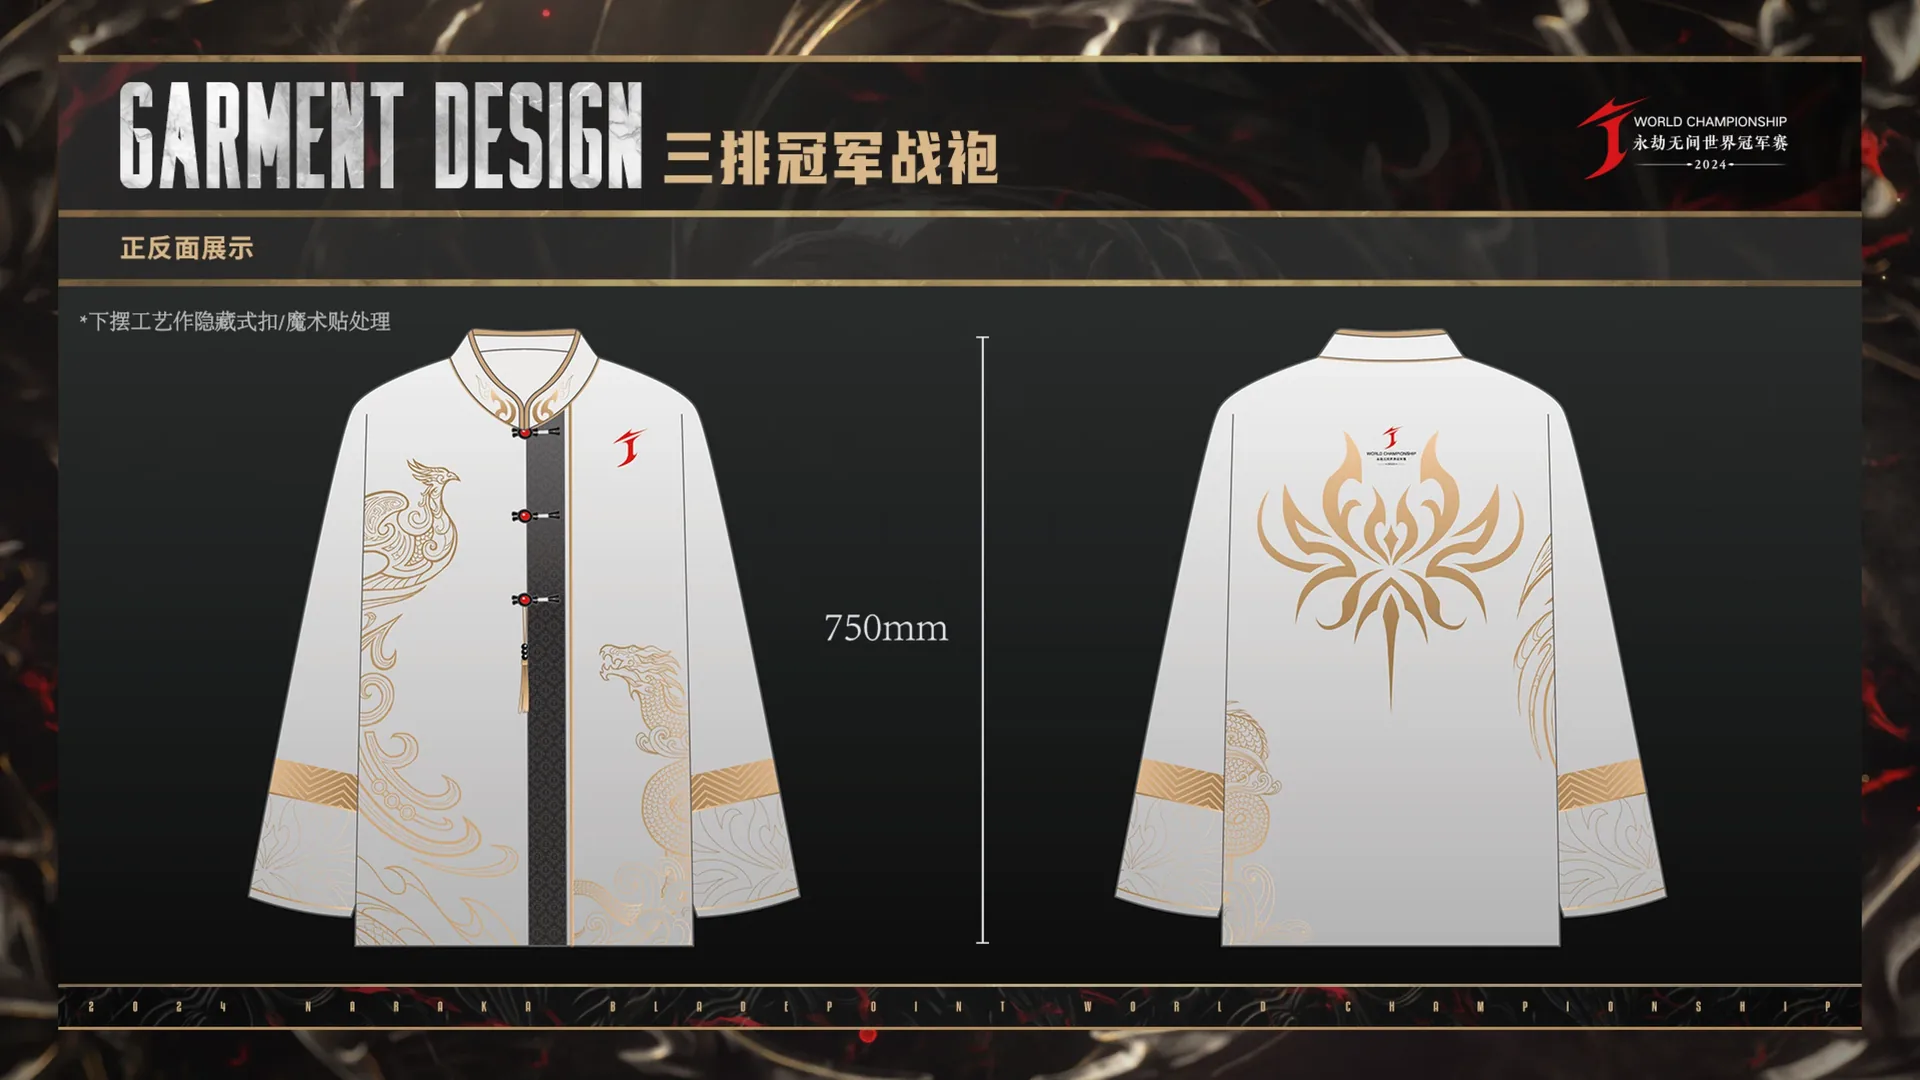 GARMENT DESIGN 三排冠军战袍
WORLD CHAMPIONSHIP
永劫无间世界冠军赛
2024
正反面展示
*下摆工艺作隐藏式扣/魔术贴处理
750mm
WORLD CHAMPIONSHIP
2024 NARAKA BLADEPOINT WORLD CHAMPIONSHIP